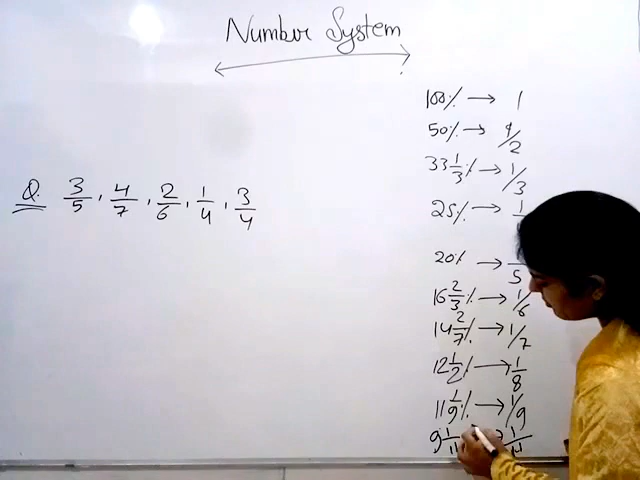 Number System
Q. 3/5, 4/7, 2/6, 1/4, 3/4
100% → 1
50% → 1/2
33 1/3% → 1/3
25% → 1
20% → 5
16 2/3% → 1/6
14 2/7% → 1/7
12 1/2% → 1/8
11 1/9% → 1/9
9 1/11 1/11